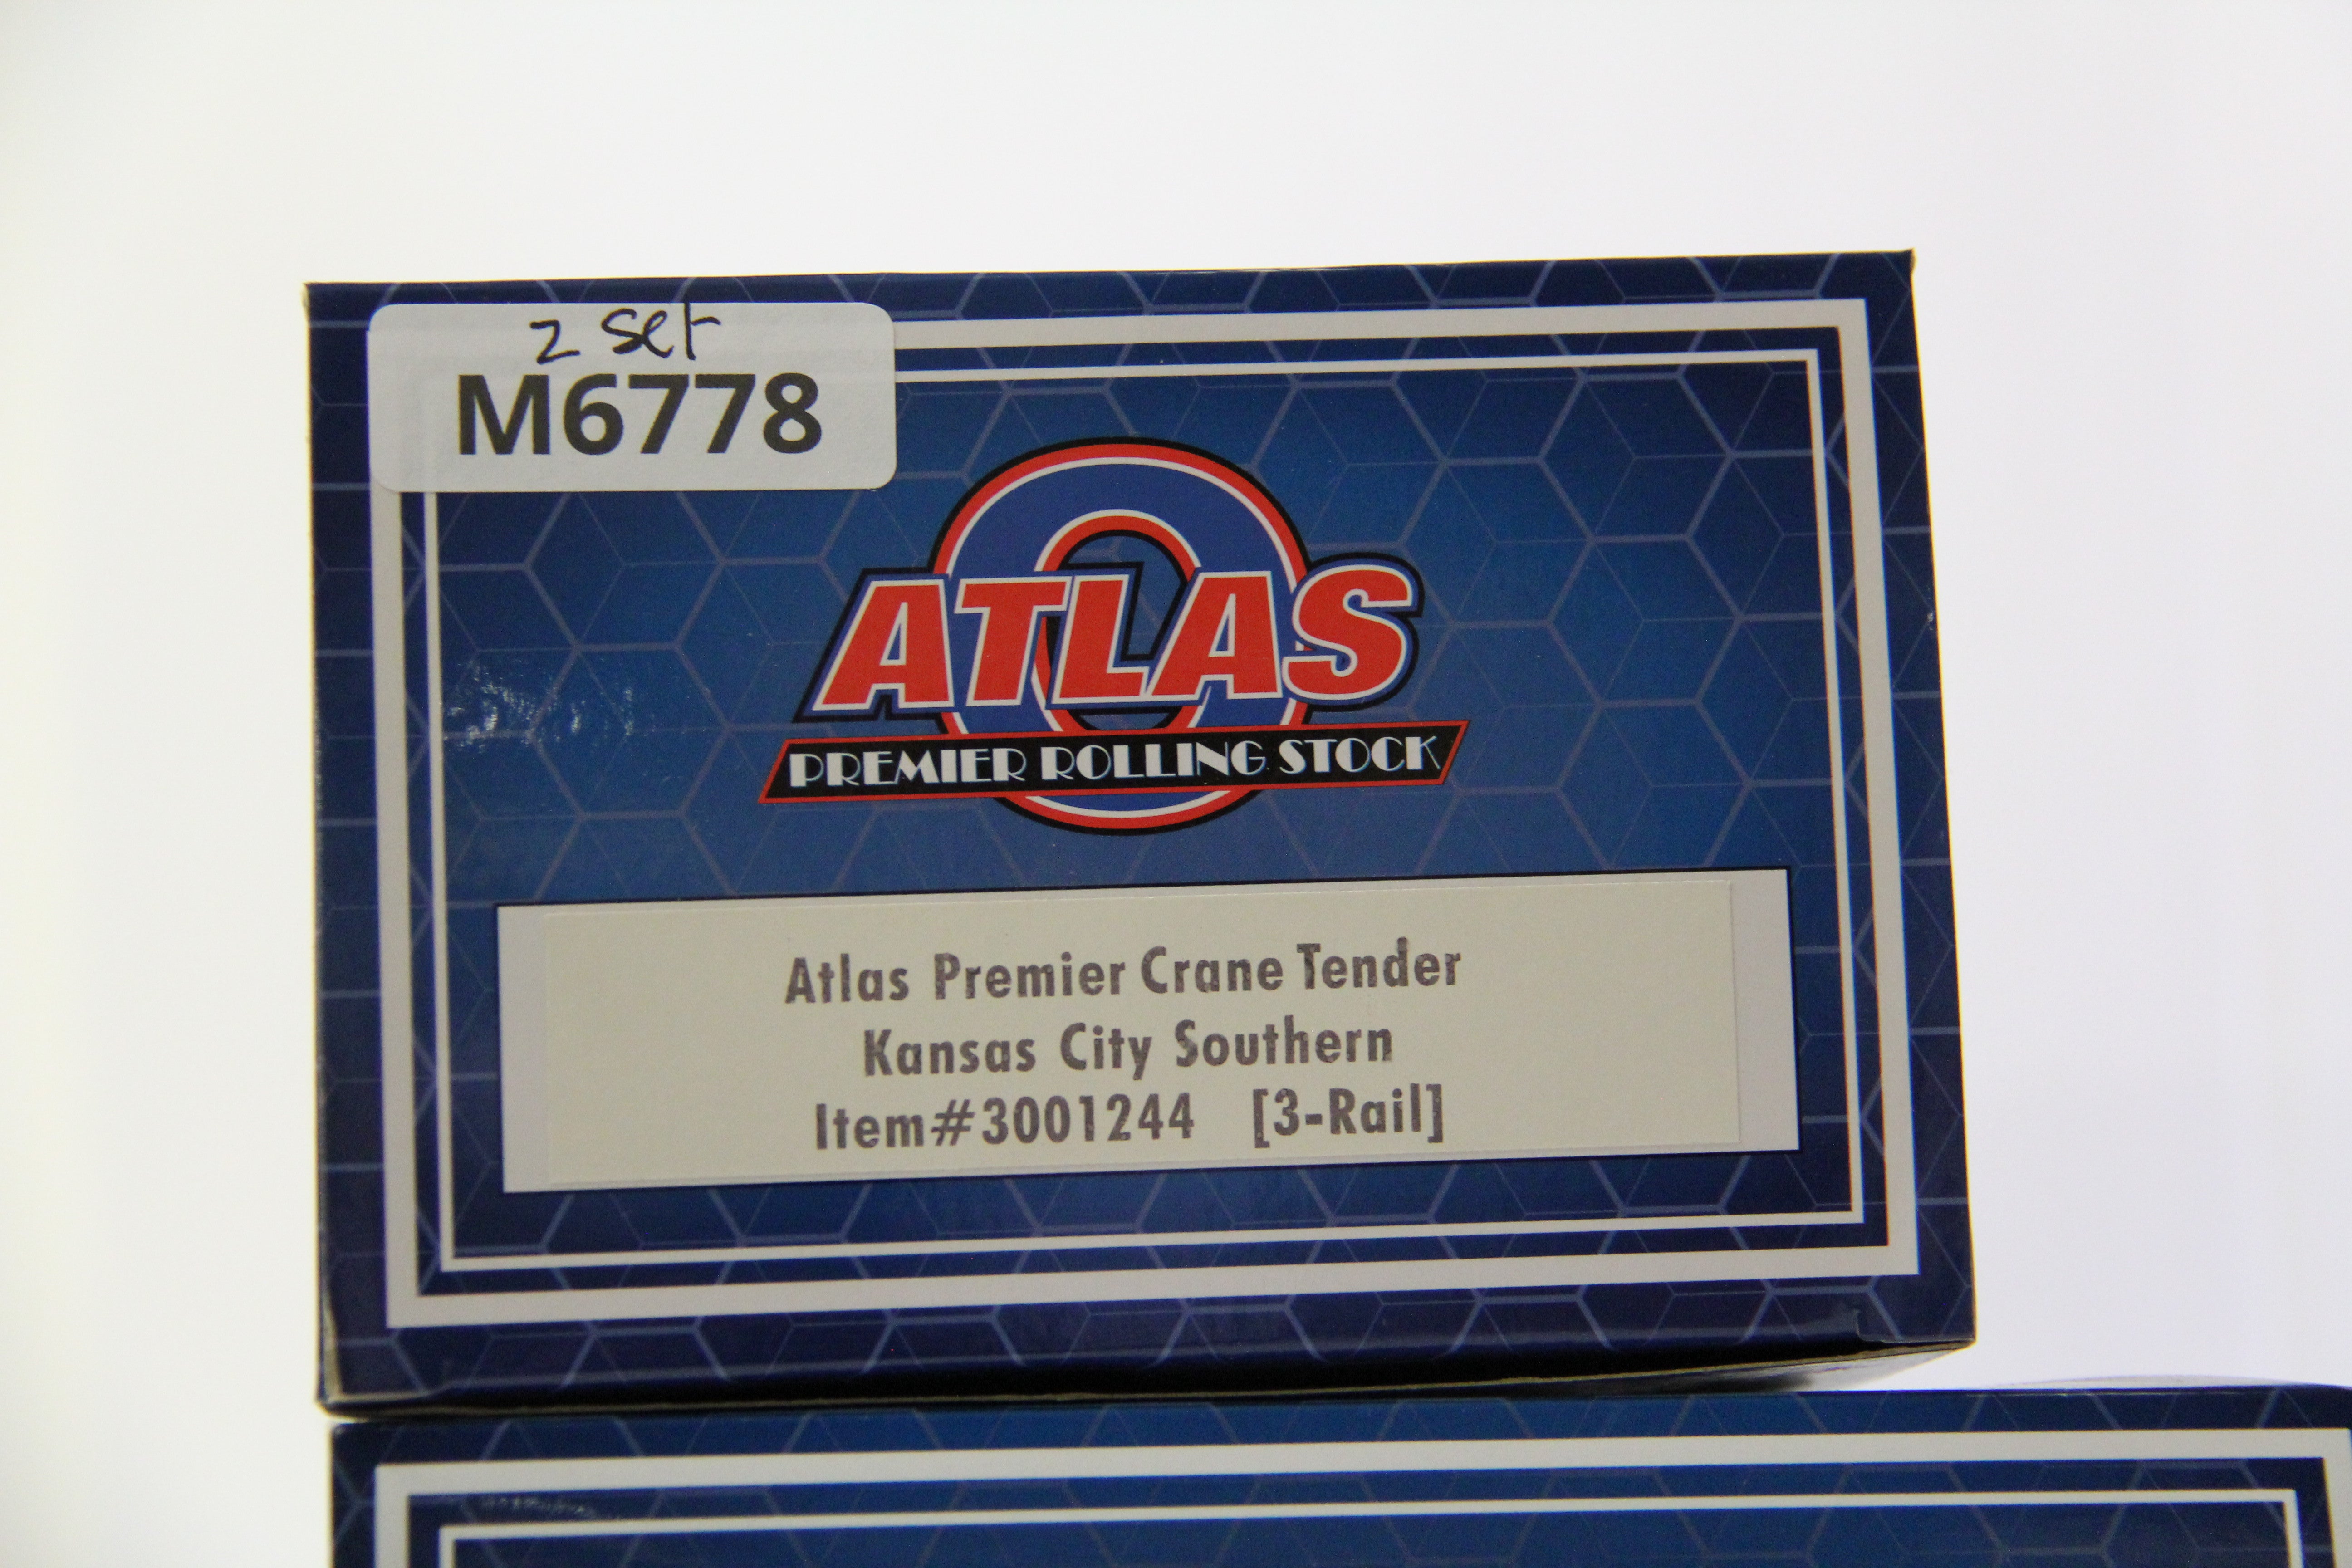 2 set
M6778
ATLAS
PREMIER ROLLING STOCK
Atlas Premier Crane Tender
Kansas City Southern
Item#3001244 [3-Rail]